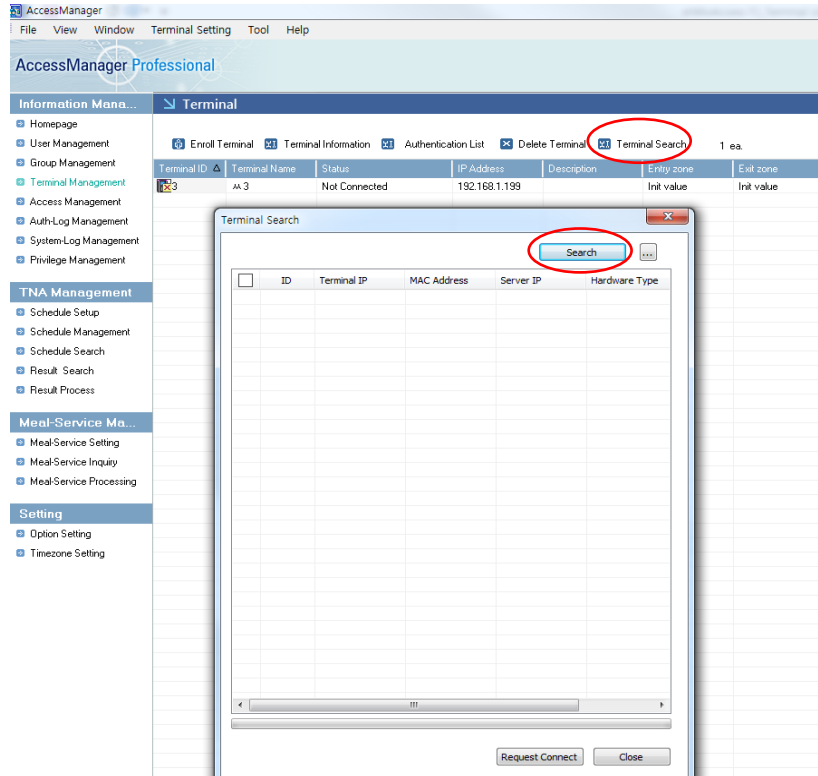 AccessManager
File View Window Terminal Setting Tool Help
AccessManager Professional
Information Mana...
Homepage
User Management
Group Management
Terminal Management
Access Management
Auth-Log Management
System-Log Management
Privilege Management
TNA Management
Schedule Setup
Schedule Management
Schedule Search
Result Search
Result Process
Meal-Service Ma...
Meal-Service Setting
Meal-Service Inquiry
Meal-Service Processing
Setting
Option Setting
Timezone Setting
Terminal
Enroll Terminal Terminal Information Authentication List Delete Terminal Terminal Search 1 ea.
Terminal ID Terminal Name Status IP Address Description Entry zone Exit zone
3 3 Not Connected 192.168.1.199 Init value Init value
Terminal Search
Search ...
ID Terminal IP MAC Address Server IP Hardware Type
Request Connect Close